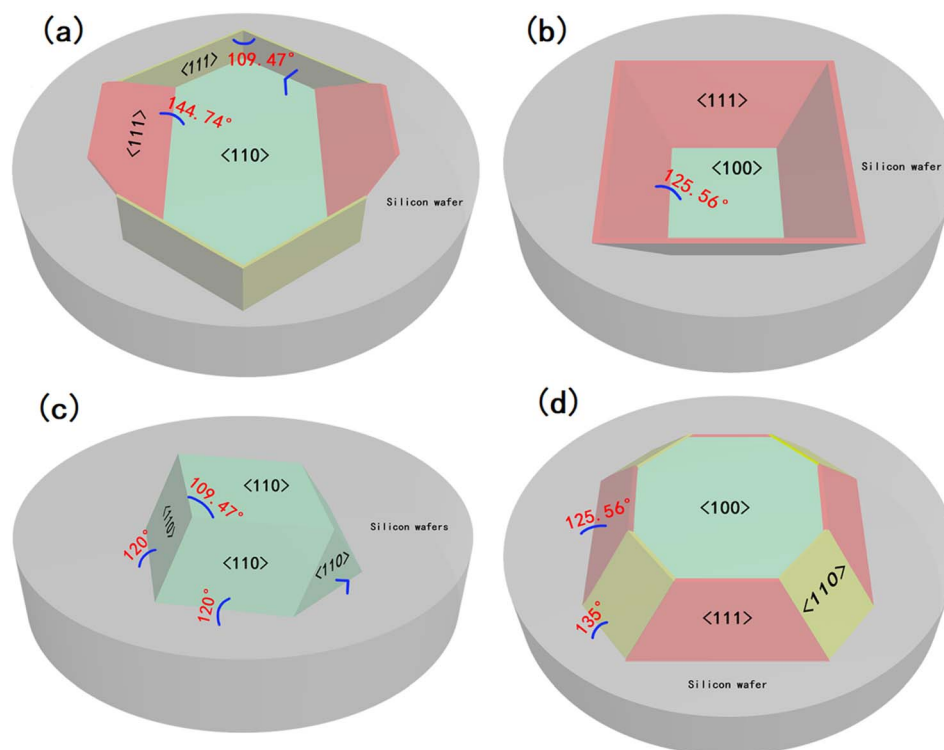 (a)
<111>
109.47°
144.74°
<111>
<110>
Silicon wafer
(b)
<111>
<100>
125.56°
Silicon wafer
(c)
109.47°
<110>
<110>
120°
<110>
<110>
120°
Silicon wafers
(d)
<100>
125.56°
<110>
135°
<111>
Silicon wafer